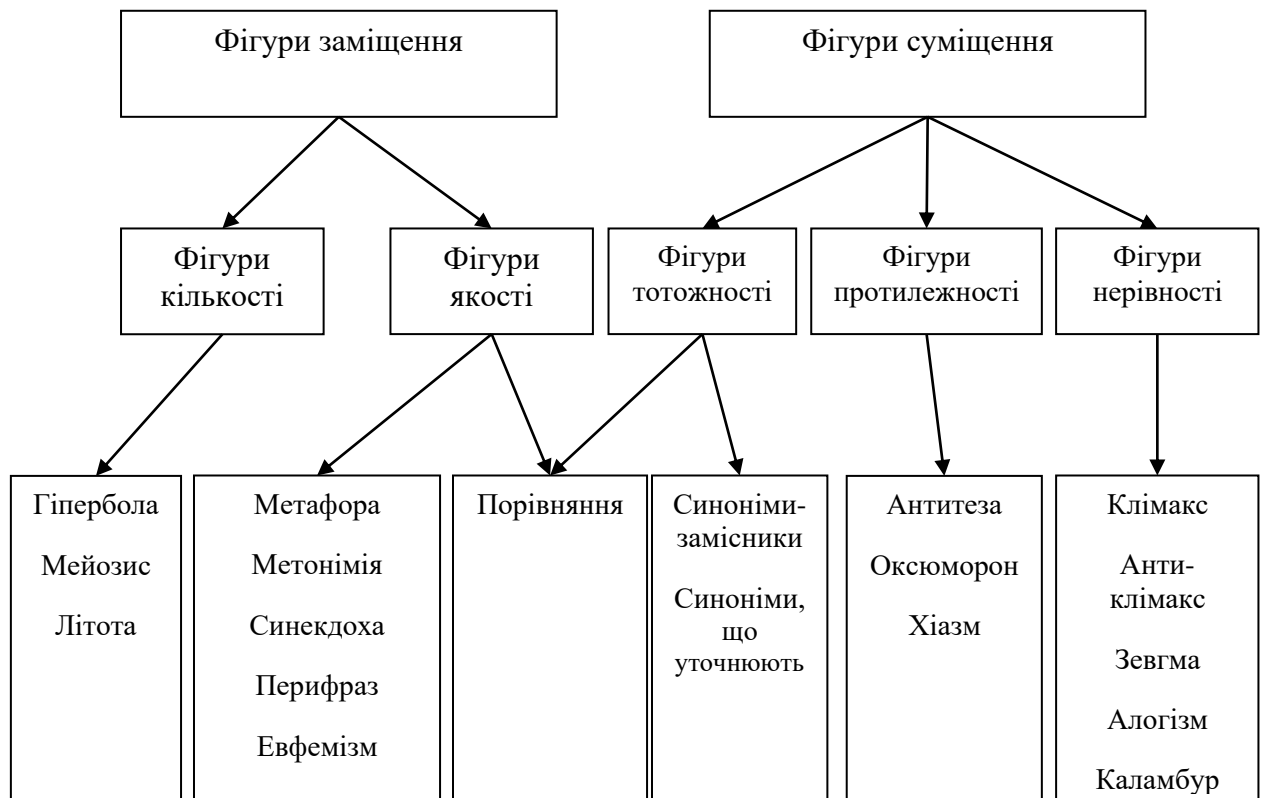 Фігури заміщення
Фігури суміщення
Фігури
кількості
Фігури
якості
Фігури
тотожності
Фігури
протилежності
Фігури
нерівності
Гіпербола
Мейозис
Літота
Метафора
Метонімія
Синекдоха
Перифраз
Евфемізм
Порівняння
Синоніми-
замісники
Синоніми,
що
уточнюють
Антитеза
Оксюморон
Хіазм
Клімакс
Анти-
клімакс
Зевгма
Алогізм
Каламбур